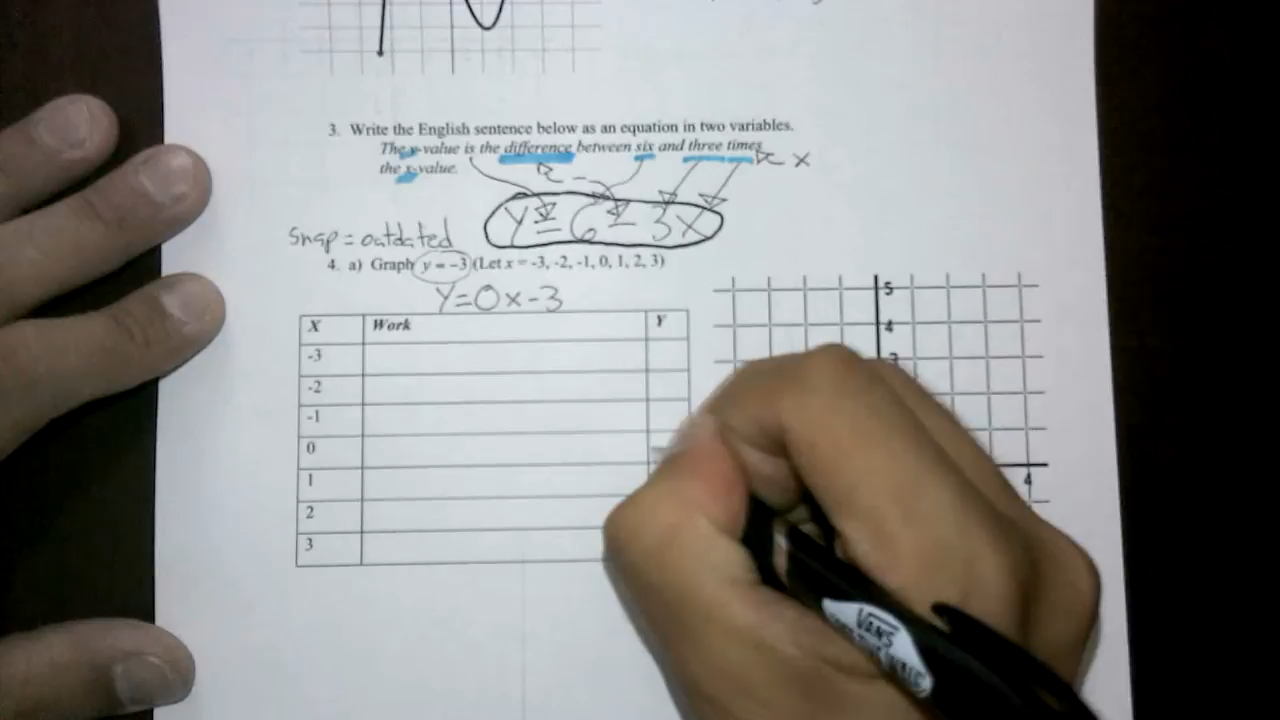 3. Write the English sentence below as an equation in two variables.
The y-value is the difference between six and three times
the x-value.
x
y = 6 - 3x
Snap = outdated
4. a) Graph y = -3 (Let x = -3, -2, -1, 0, 1, 2, 3)
y=0x-3
X Work Y
-3
-2
-1
0
1
2
3
5
4
3
4
VANS